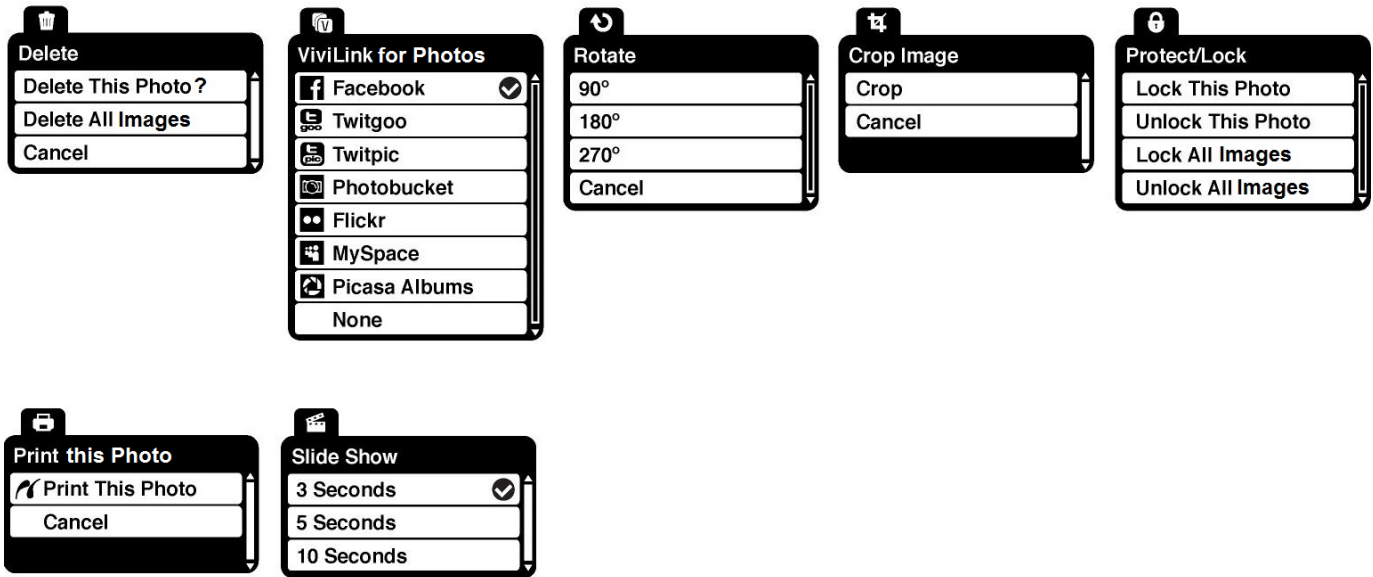 Delete
Delete This Photo?
Delete All Images
Cancel
ViviLink for Photos
Facebook
Twitgoo
Twitpic
Photobucket
Flickr
MySpace
Picasa Albums
None
Rotate
90°
180°
270°
Cancel
Crop Image
Crop
Cancel
Protect/Lock
Lock This Photo
Unlock This Photo
Lock All Images
Unlock All Images
Print this Photo
Print This Photo
Cancel
Slide Show
3 Seconds
5 Seconds
10 Seconds